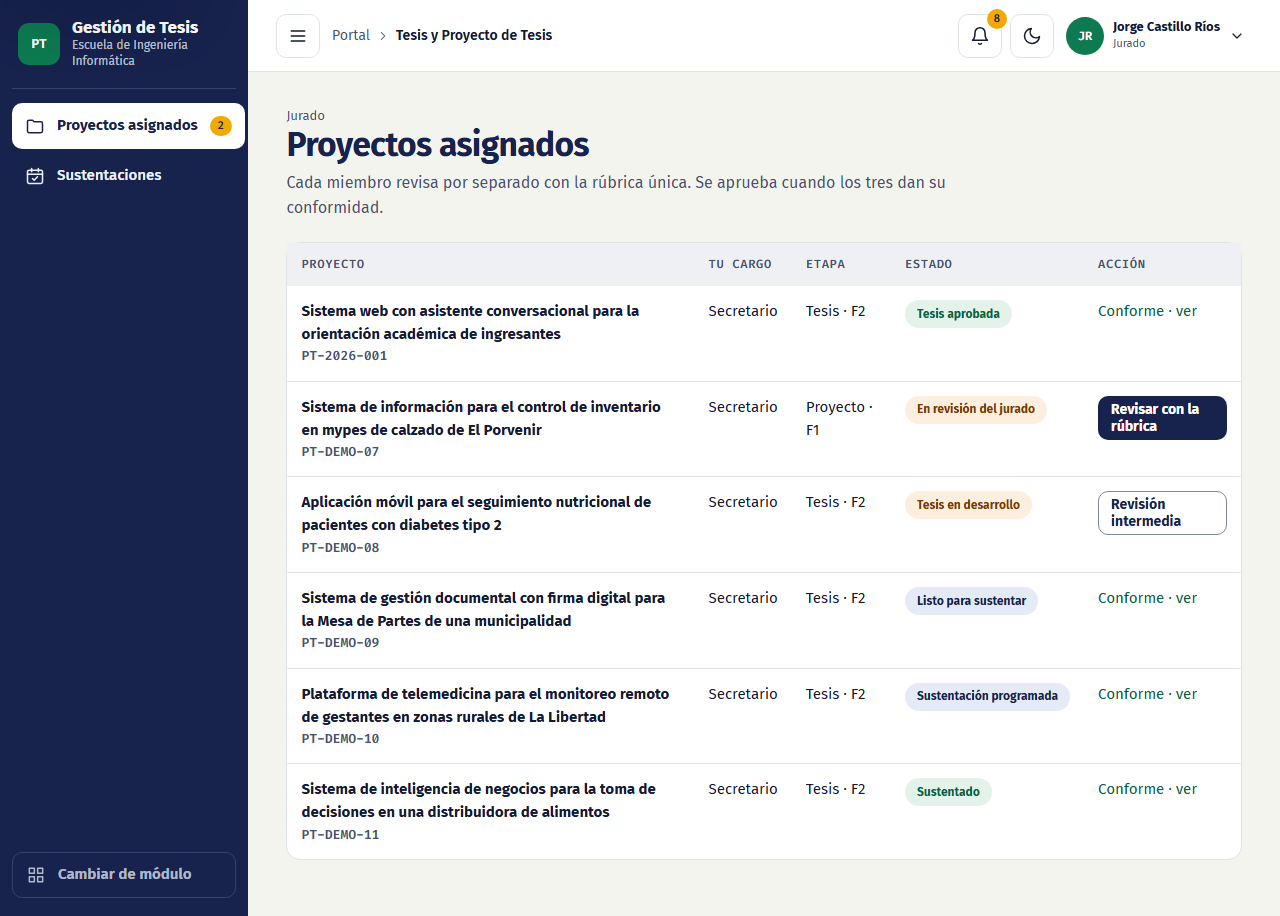 PT
Gestión de Tesis
Escuela de Ingeniería
Informática
Proyectos asignados 2
Sustentaciones
Cambiar de módulo
Portal > Tesis y Proyecto de Tesis
8
JR
Jorge Castillo Ríos
Jurado
Jurado
Proyectos asignados
Cada miembro revisa por separado con la rúbrica única. Se aprueba cuando los tres dan su
conformidad.
PROYECTO TU CARGO ETAPA ESTADO ACCIÓN
Sistema web con asistente conversacional para la
orientación académica de ingresantes
PT-2026-001
Secretario
Tesis · F2
Tesis aprobada
Conforme · ver
Sistema de información para el control de inventario
en mypes de calzado de El Porvenir
PT-DEMO-07
Secretario
Proyecto ·
F1
En revisión del jurado
Revisar con la
rúbrica
Aplicación móvil para el seguimiento nutricional de
pacientes con diabetes tipo 2
PT-DEMO-08
Secretario
Tesis · F2
Tesis en desarrollo
Revisión
intermedia
Sistema de gestión documental con firma digital para
la Mesa de Partes de una municipalidad
PT-DEMO-09
Secretario
Tesis · F2
Listo para sustentar
Conforme · ver
Plataforma de telemedicina para el monitoreo remoto
de gestantes en zonas rurales de La Libertad
PT-DEMO-10
Secretario
Tesis · F2
Sustentación programada
Conforme · ver
Sistema de inteligencia de negocios para la toma de
decisiones en una distribuidora de alimentos
PT-DEMO-11
Secretario
Tesis · F2
Sustentado
Conforme · ver